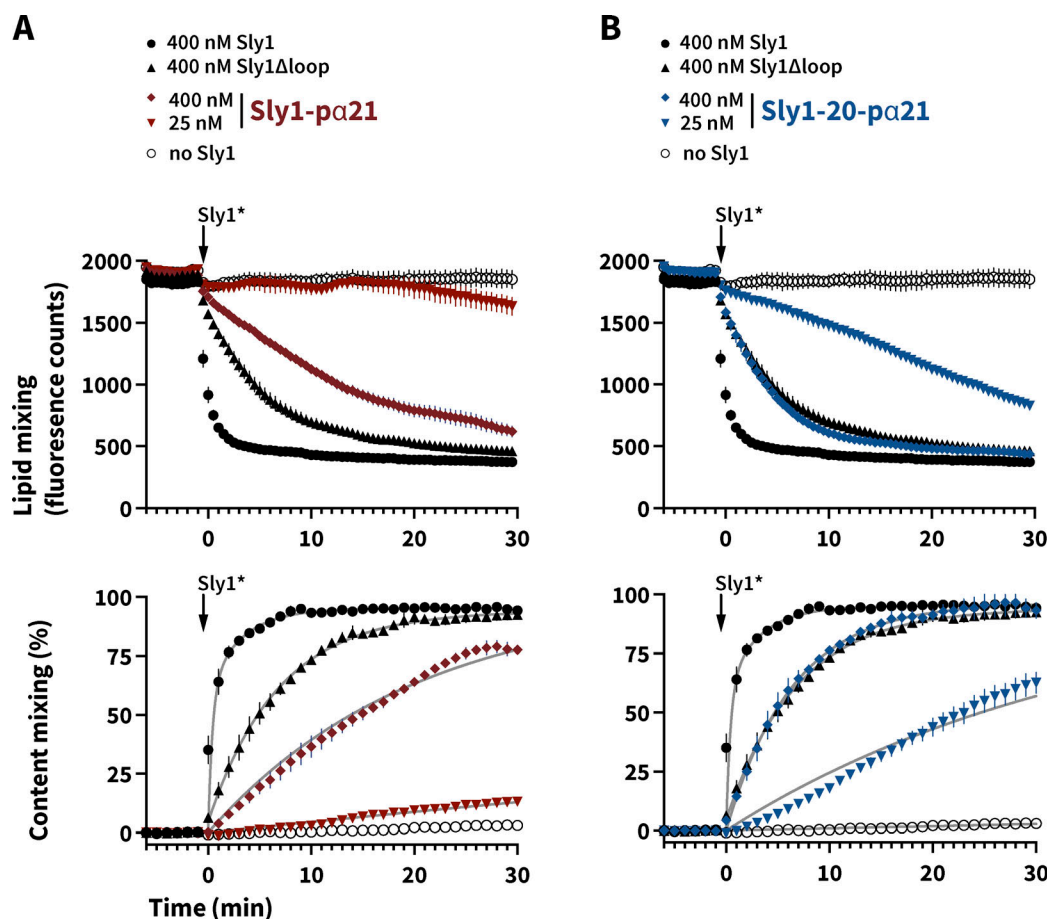 A
400 nM Sly1
400 nM Sly1Δloop
400 nM
25 nM
Sly1-pα21
no Sly1
Sly1*
Lipid mixing
(fluoresence counts)
2000
1500
1000
500
0
0 10 20 30
Sly1*
Content mixing (%)
100
75
50
25
0
0 10 20 30
Time (min)
B
400 nM Sly1
400 nM Sly1Δloop
400 nM
25 nM
Sly1-20-pα21
no Sly1
Sly1*
2000
1500
1000
500
0
0 10 20 30
Sly1*
100
75
50
25
0
0 10 20 30